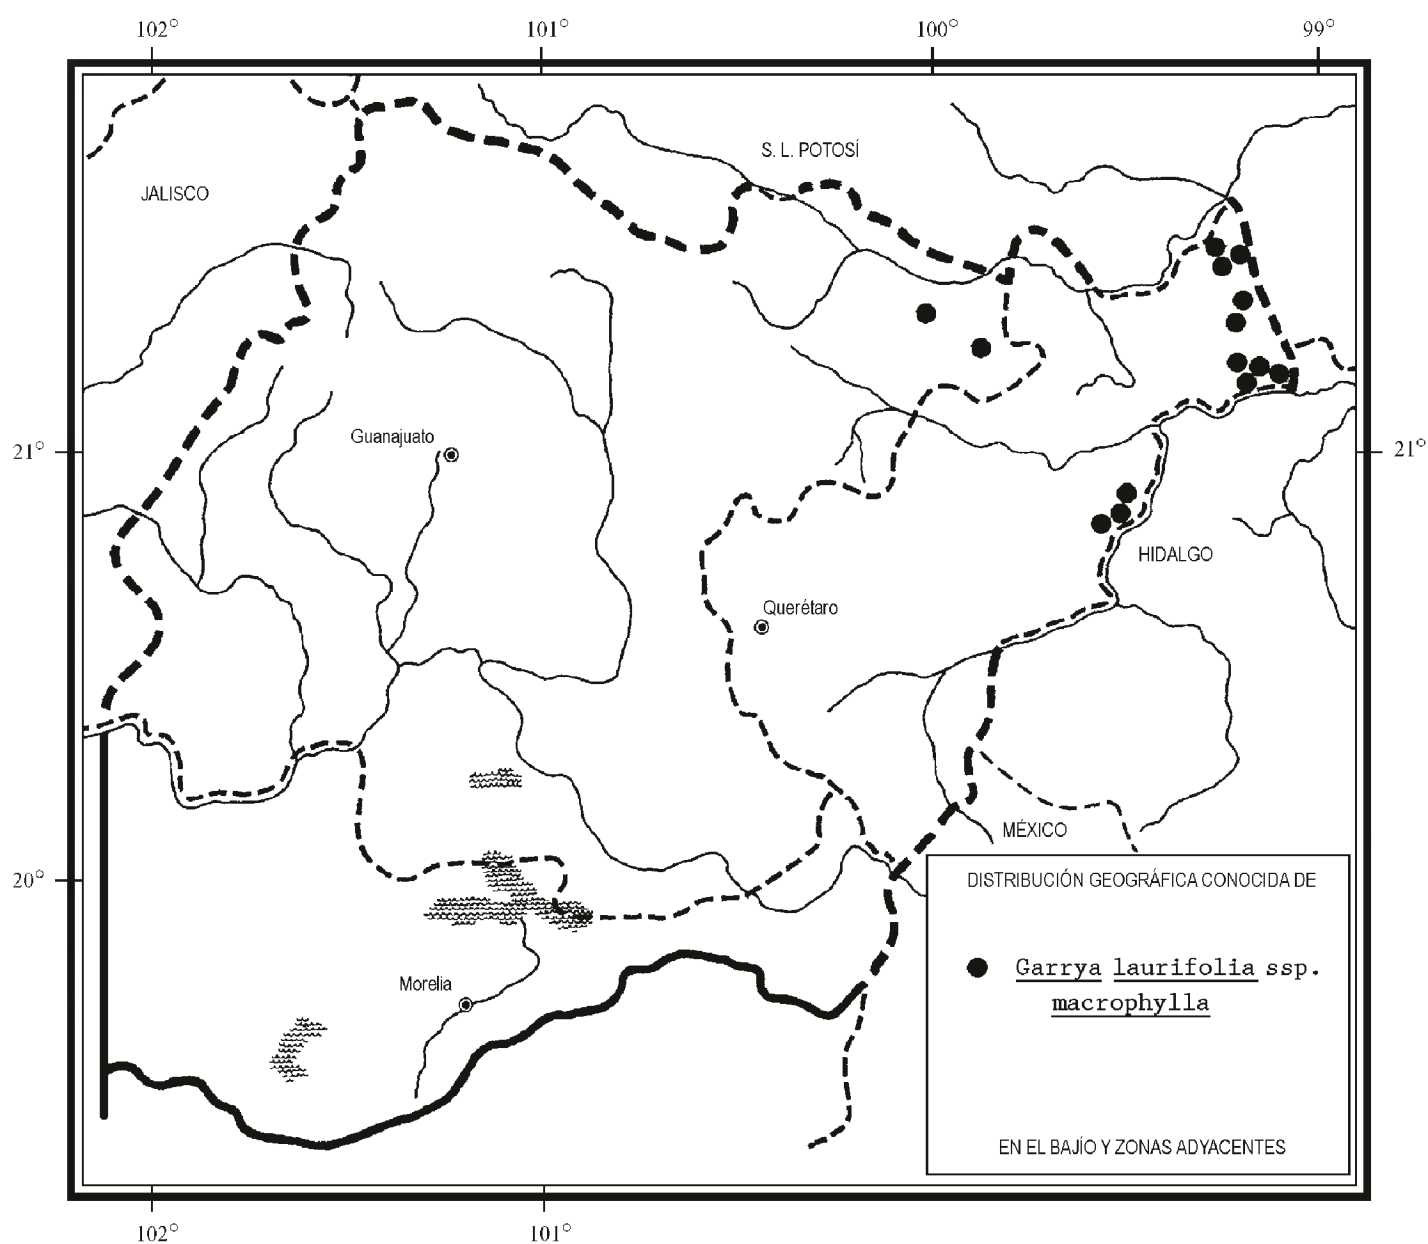 102° 101° 100° 99°
S. L. POTOSÍ
JALISCO
Guanajuato
21° 21°
HIDALGO
Querétaro
MÉXICO
20°
DISTRIBUCIÓN GEOGRÁFICA CONOCIDA DE
Garrya laurifolia ssp.
macrophylla
Morelia
EN EL BAJÍO Y ZONAS ADYACENTES
102° 101°